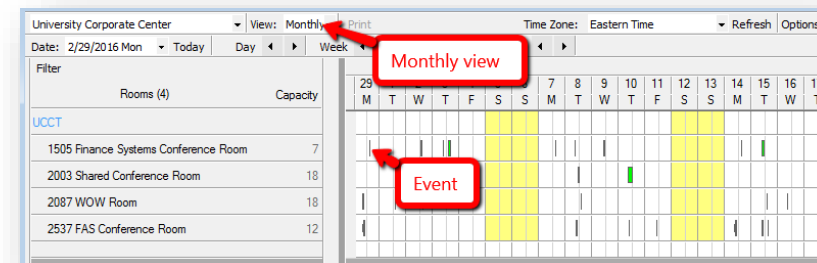 University Corporate Center View: Monthly Print Time Zone: Eastern Time Refresh Options
Date: 2/29/2016 Mon Today Day Week
Monthly view
Filter
Rooms (4) Capacity
29 7 8 9 10 11 12 13 14 15 16
M T W T F S S M T W T F S S M T W
UCCT
1505 Finance Systems Conference Room 7
2003 Shared Conference Room 18
Event
2087 WOW Room 18
2537 FAS Conference Room 12